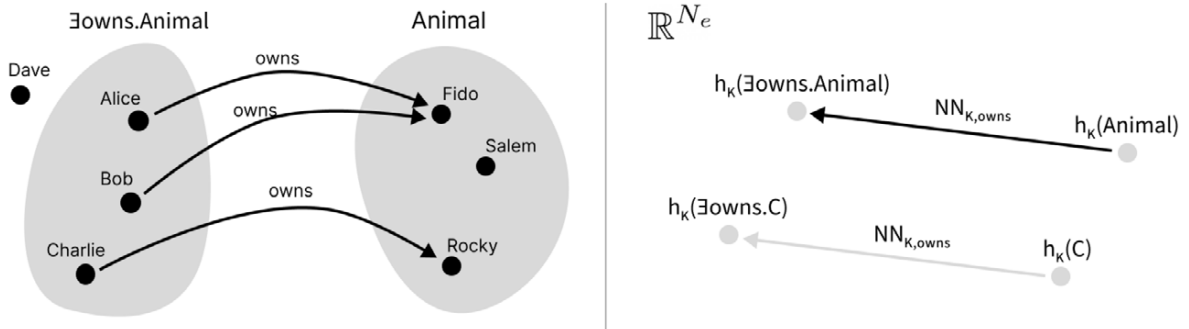 ∃owns.Animal
Animal
Dave
Alice
owns
Fido
owns
Salem
Bob
owns
Charlie
Rocky
ℝ^{N_e}
h_K(∃owns.Animal)
NN_{K,owns}
h_K(Animal)
h_K(∃owns.C)
NN_{K,owns}
h_K(C)